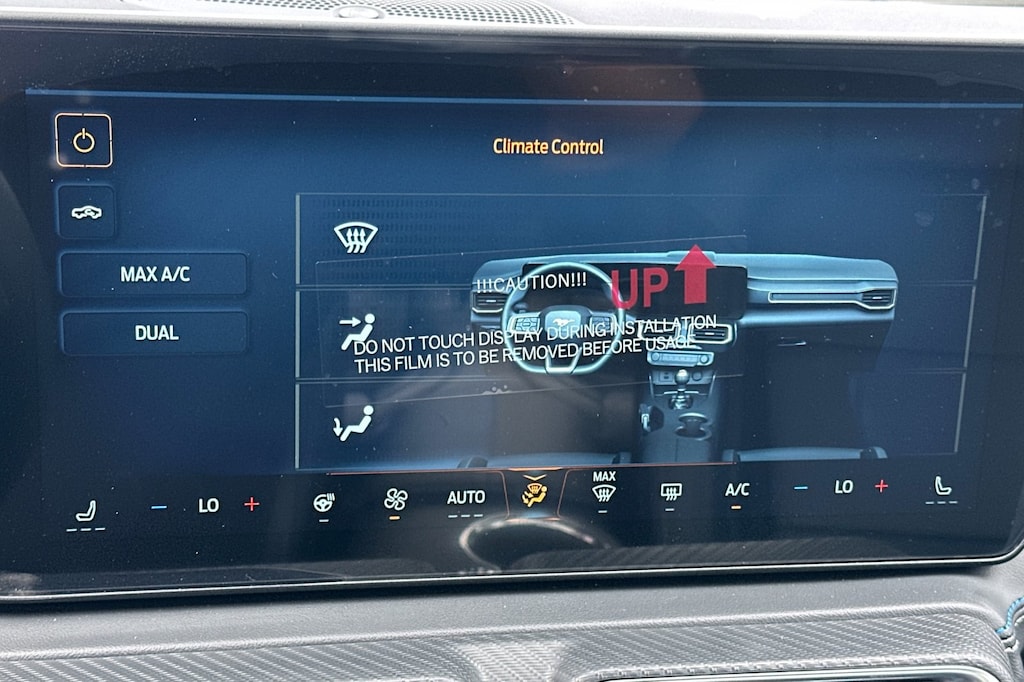 Climate Control
MAX A/C
DUAL
!!!CAUTION!!!
UP
DO NOT TOUCH DISPLAY DURING INSTALLATION
THIS FILM IS TO BE REMOVED BEFORE USAGE
LO
AUTO
MAX
A/C
LO